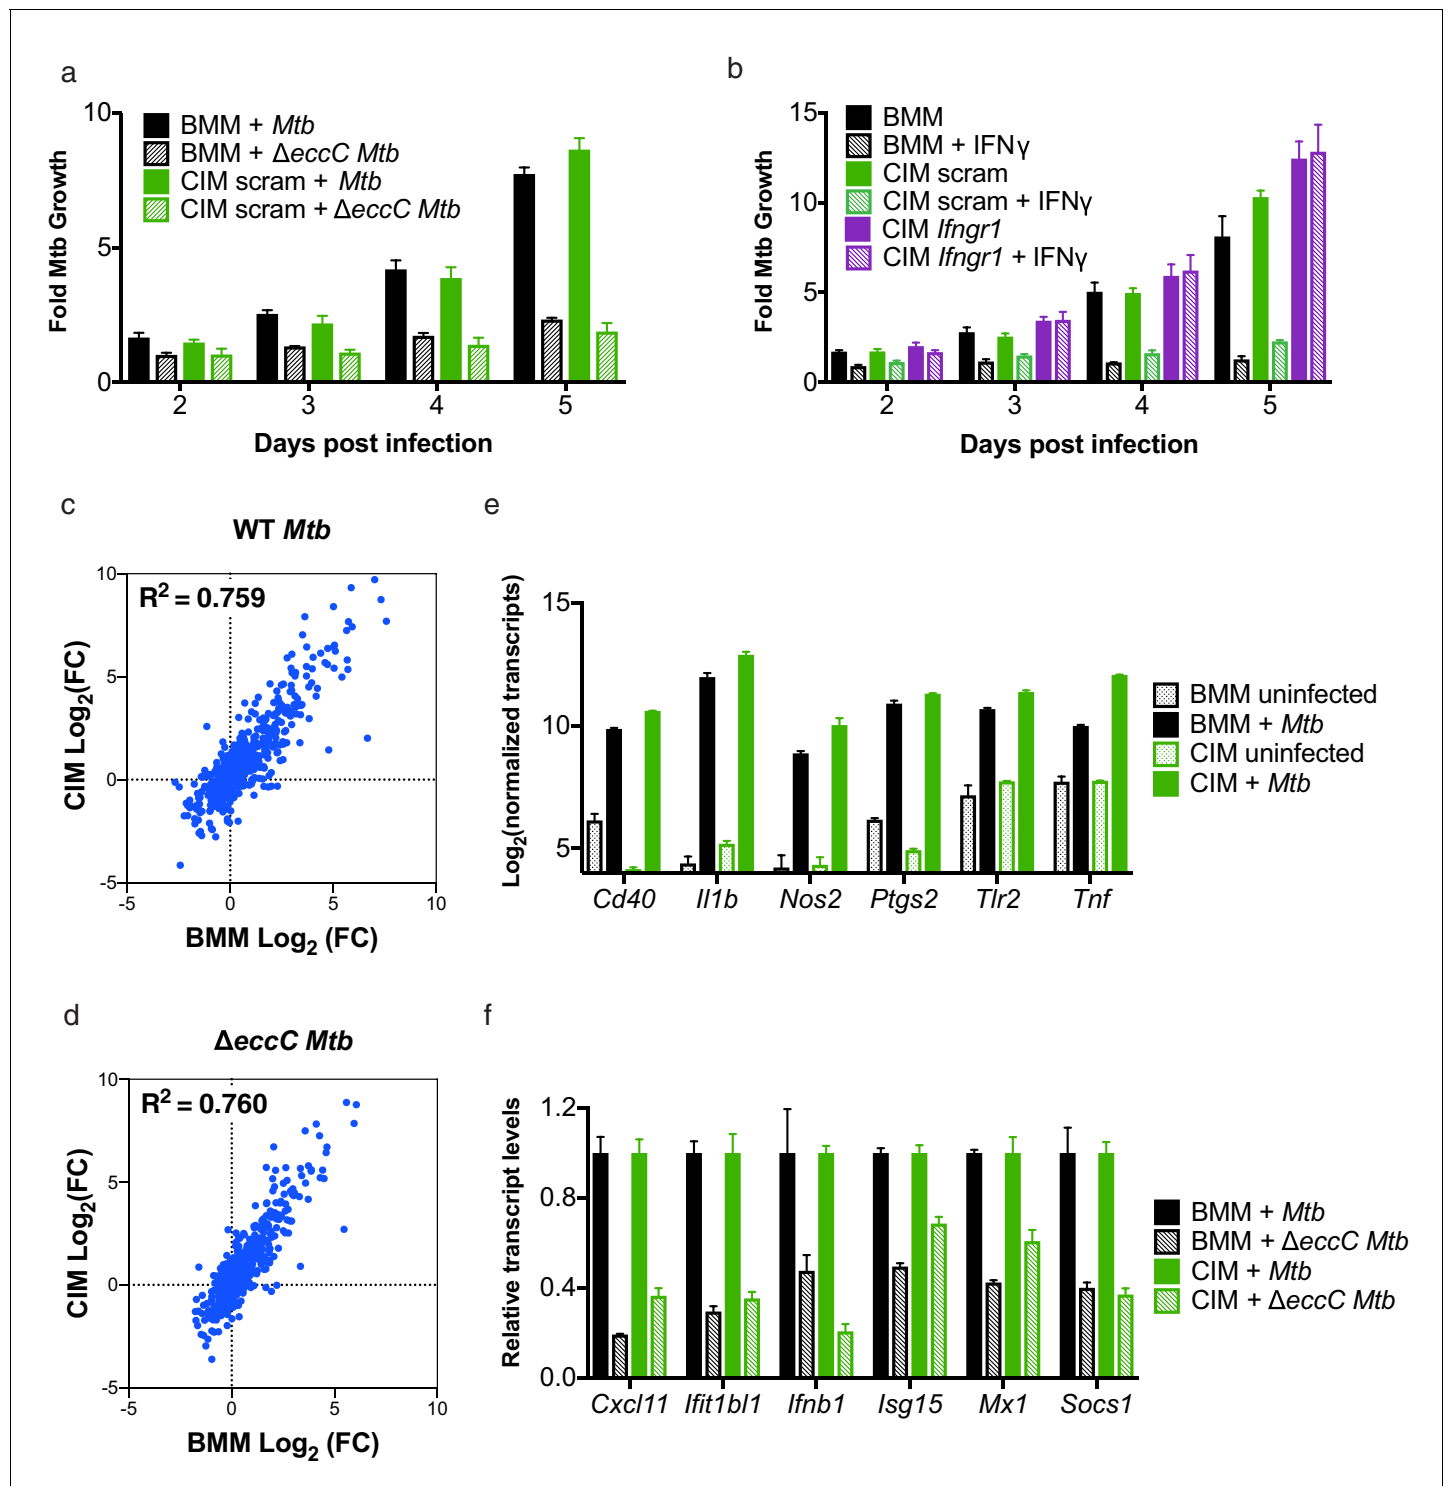 a
10
5
0
Fold Mtb Growth
BMM + Mtb
BMM + ΔeccC Mtb
CIM scram + Mtb
CIM scram + ΔeccC Mtb
2 3 4 5
Days post infection
b
15
10
5
0
Fold Mtb Growth
BMM
BMM + IFNγ
CIM scram
CIM scram + IFNγ
CIM Ifngr1
CIM Ifngr1 + IFNγ
2 3 4 5
Days post infection
c
WT Mtb
R² = 0.759
10
5
0
-5
CIM Log₂(FC)
-5 0 5 10
BMM Log₂ (FC)
e
15
10
5
Log₂(normalized transcripts)
Cd40 Il1b Nos2 Ptgs2 Tlr2 Tnf
BMM uninfected
BMM + Mtb
CIM uninfected
CIM + Mtb
d
ΔeccC Mtb
R² = 0.760
10
5
0
-5
CIM Log₂(FC)
-5 0 5 10
BMM Log₂ (FC)
f
1.2
0.8
0.4
0.0
Relative transcript levels
Cxcl11 Ifit1bl1 Ifnb1 Isg15 Mx1 Socs1
BMM + Mtb
BMM + ΔeccC Mtb
CIM + Mtb
CIM + ΔeccC Mtb